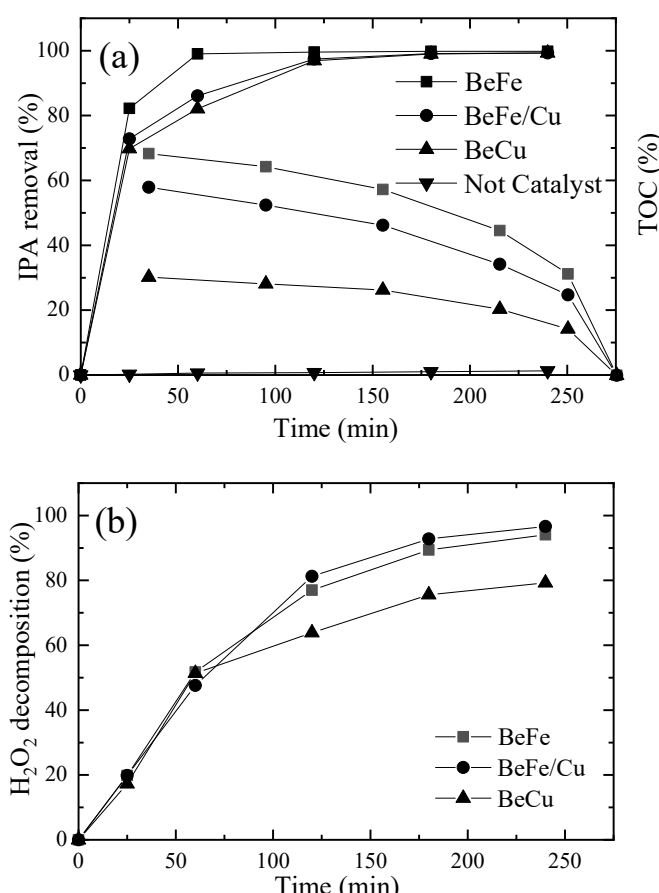 (a)
100
80
60
40
20
0
IPA removal (%)
TOC (%)
BeFe
BeFe/Cu
BeCu
Not Catalyst
0 50 100 150 200 250
Time (min)
(b)
100
80
60
40
20
0
H₂O₂ decomposition (%)
BeFe
BeFe/Cu
BeCu
0 50 100 150 200 250
Time (min)